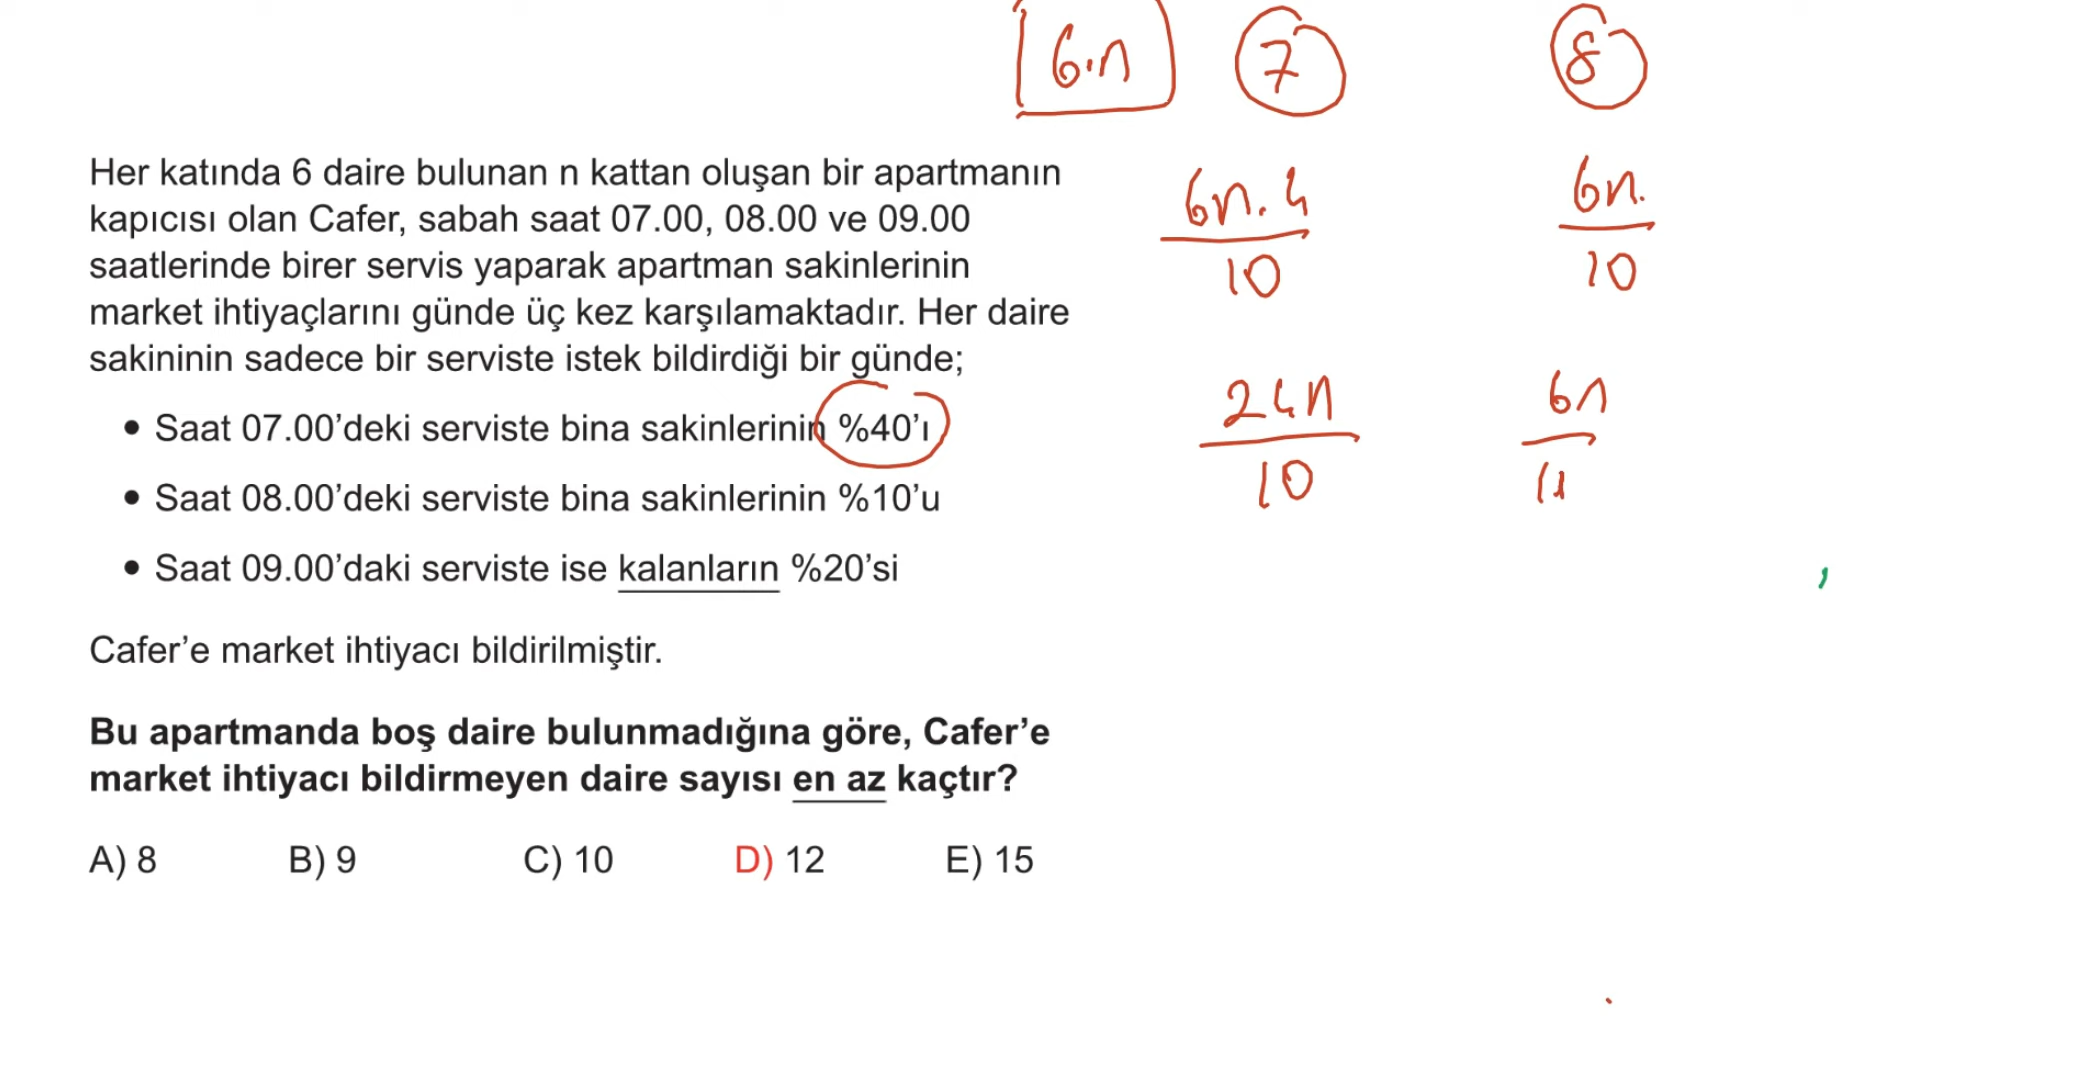 6.n 7 8
Her katında 6 daire bulunan n kattan oluşan bir apartmanın
kapıcısı olan Cafer, sabah saat 07.00, 08.00 ve 09.00
saatlerinde birer servis yaparak apartman sakinlerinin
market ihtiyaçlarını günde üç kez karşılamaktadır. Her daire
sakininin sadece bir serviste istek bildirdiği bir günde;
• Saat 07.00’deki serviste bina sakinlerinin %40’ı
• Saat 08.00’deki serviste bina sakinlerinin %10’u
• Saat 09.00’daki serviste ise kalanların %20’si
Cafer’e market ihtiyacı bildirilmiştir.
Bu apartmanda boş daire bulunmadığına göre, Cafer’e
market ihtiyacı bildirmeyen daire sayısı en az kaçtır?
A) 8 B) 9 C) 10 D) 12 E) 15
6n.4 6n.
10 10
24n 6n
10